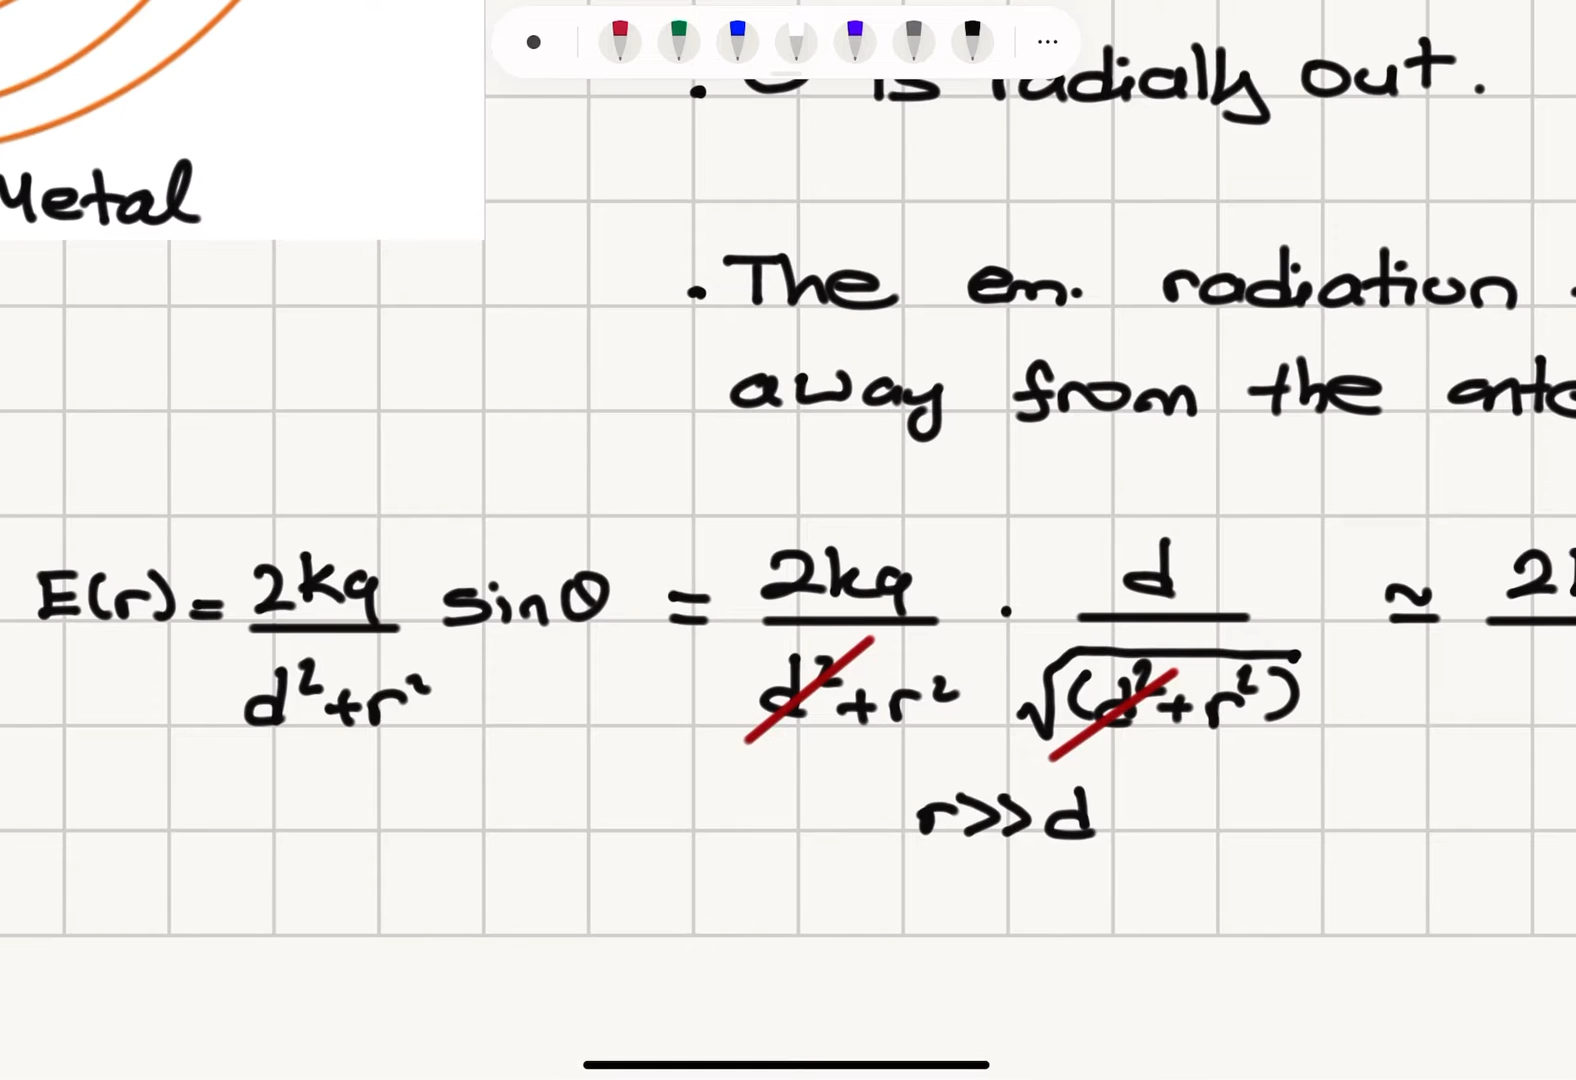 is radially out.
Metal
. The em. radiation
away from the
E(r) = 2kq / d²+r² sinθ = 2kq / d²+r² · d / √(d²+r²) ≃
r>>d